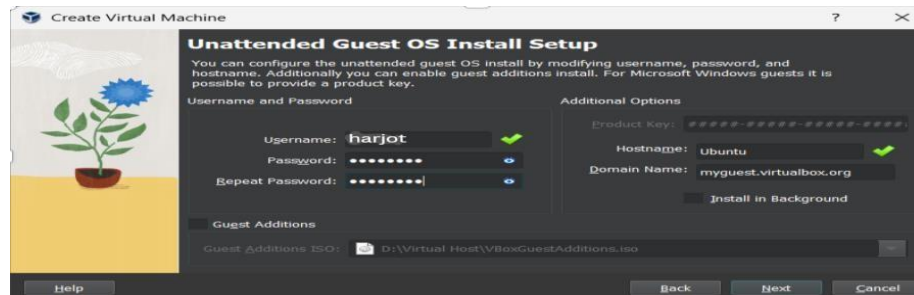 Create Virtual Machine ? ×
Unattended Guest OS Install Setup
You can configure the unattended guest OS install by modifying username, password, and
hostname. Additionally you can enable guest additions install. For Microsoft Windows guests it is
possible to provide a product key.
Username and Password
Username: harjot
Password: ••••••••
Repeat Password: ••••••••
Additional Options
Product Key: #####-#####-#####-#####-####
Hostname: Ubuntu
Domain Name: myguest.virtualbox.org
Install in Background
Guest Additions
Guest Additions ISO: D:\Virtual Host\VBoxGuestAdditions.iso
Help Back Next Cancel